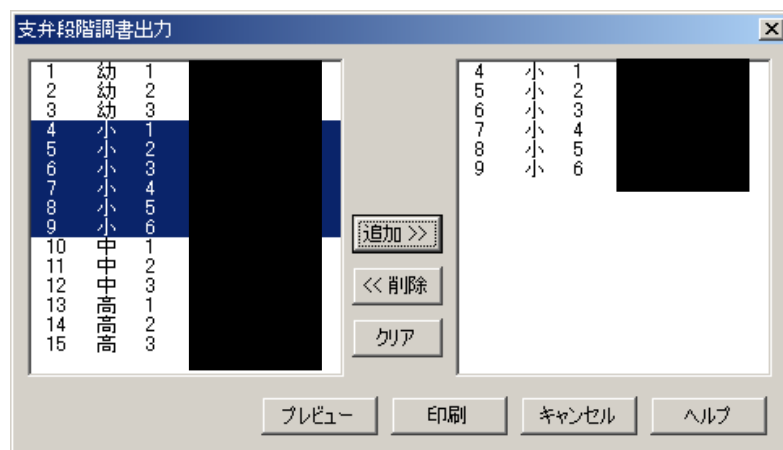 支弁段階調書出力
1 幼 1
2 幼 2
3 幼 3
4 小 1
5 小 2
6 小 3
7 小 4
8 小 5
9 小 6
10 中 1
11 中 2
12 中 3
13 高 1
14 高 2
15 高 3
追加 >>
<< 削除
クリア
4 小 1
5 小 2
6 小 3
7 小 4
8 小 5
9 小 6
プレビュー 印刷 キャンセル ヘルプ